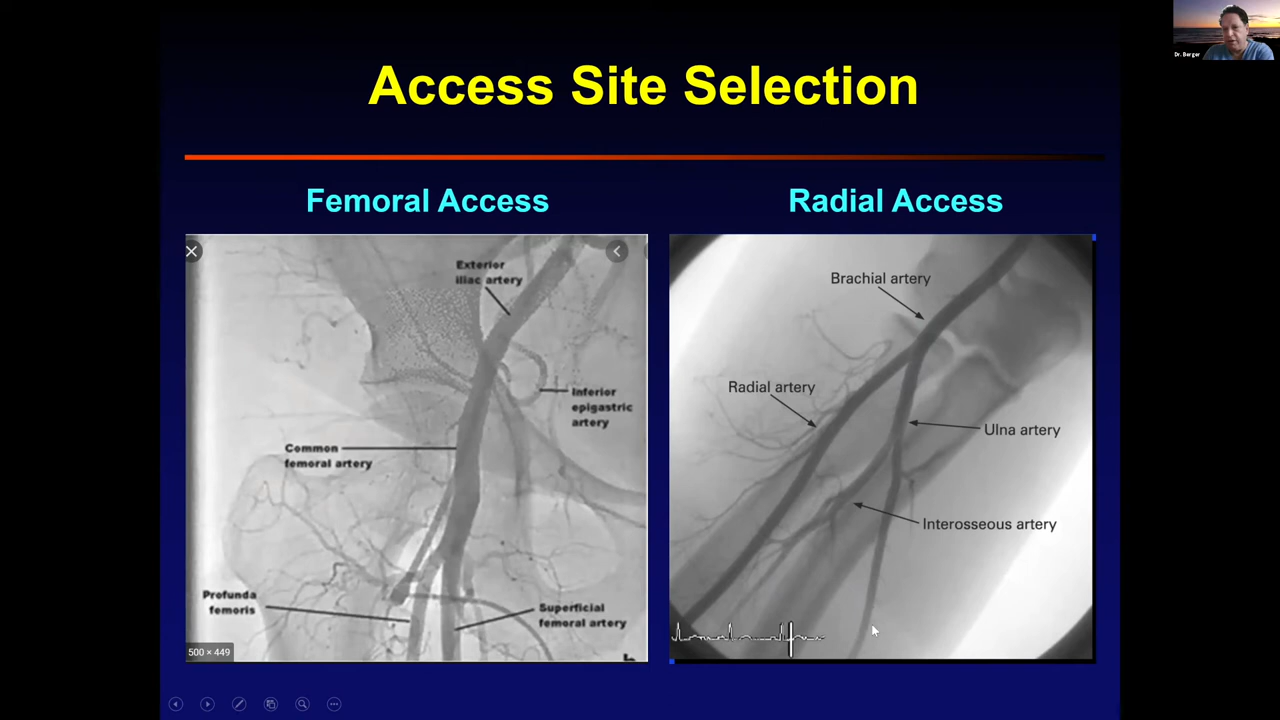 Dr. Berger
Access Site Selection
Femoral Access
Radial Access
Exterior
iliac artery
Inferior
epigastric
artery
Common
femoral artery
Profunda
femoris
Superficial
femoral artery
500 × 449
b
Brachial artery
Radial artery
Ulna artery
Interosseous artery